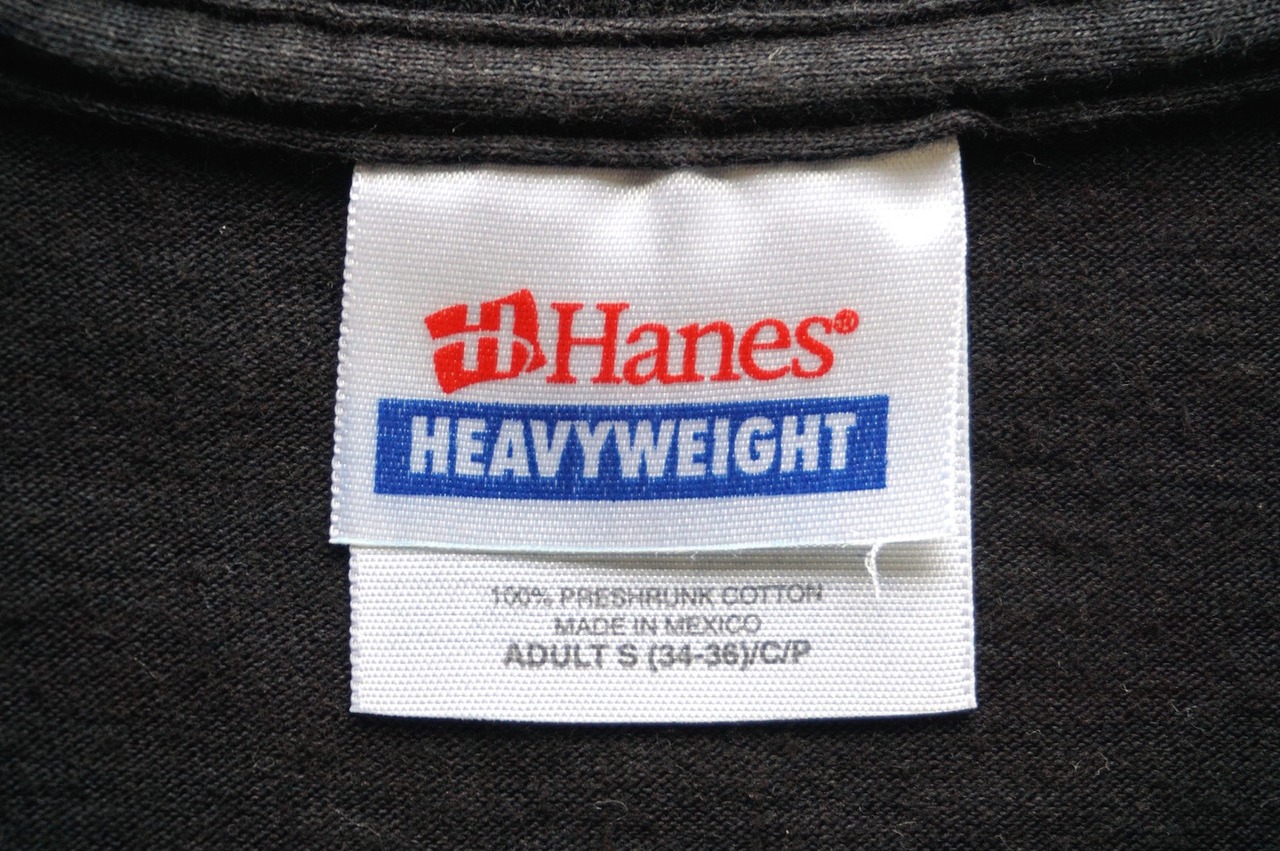 Hanes®
HEAVYWEIGHT
100% PRESHRUNK COTTON
MADE IN MEXICO
ADULT S (34-36)/C/P